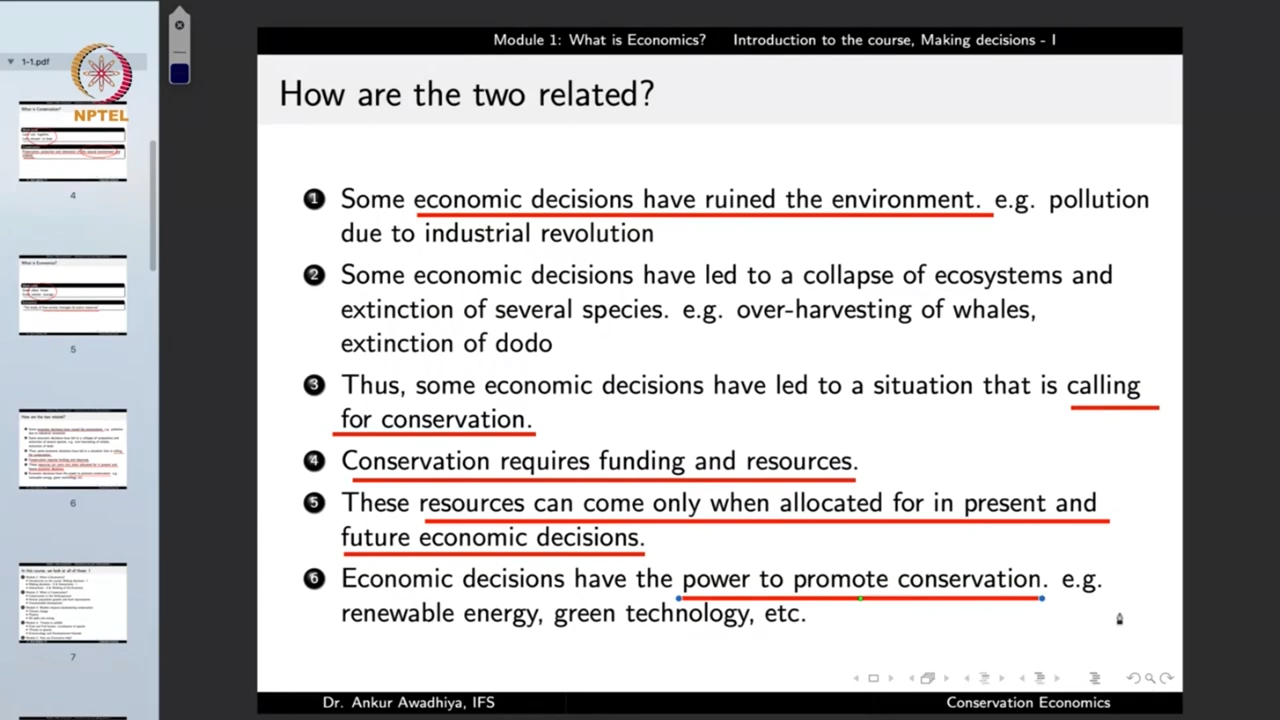 Module 1: What is Economics? Introduction to the course, Making decisions - I
1-1.pdf
NPTEL
4
5
6
7
How are the two related?
1 Some economic decisions have ruined the environment. e.g. pollution
due to industrial revolution
2 Some economic decisions have led to a collapse of ecosystems and
extinction of several species. e.g. over-harvesting of whales,
extinction of dodo
3 Thus, some economic decisions have led to a situation that is calling
for conservation.
4 Conservation requires funding and resources.
5 These resources can come only when allocated for in present and
future economic decisions.
6 Economic decisions have the power to promote conservation. e.g.
renewable energy, green technology, etc.
Dr. Ankur Awadhiya, IFS
Conservation Economics